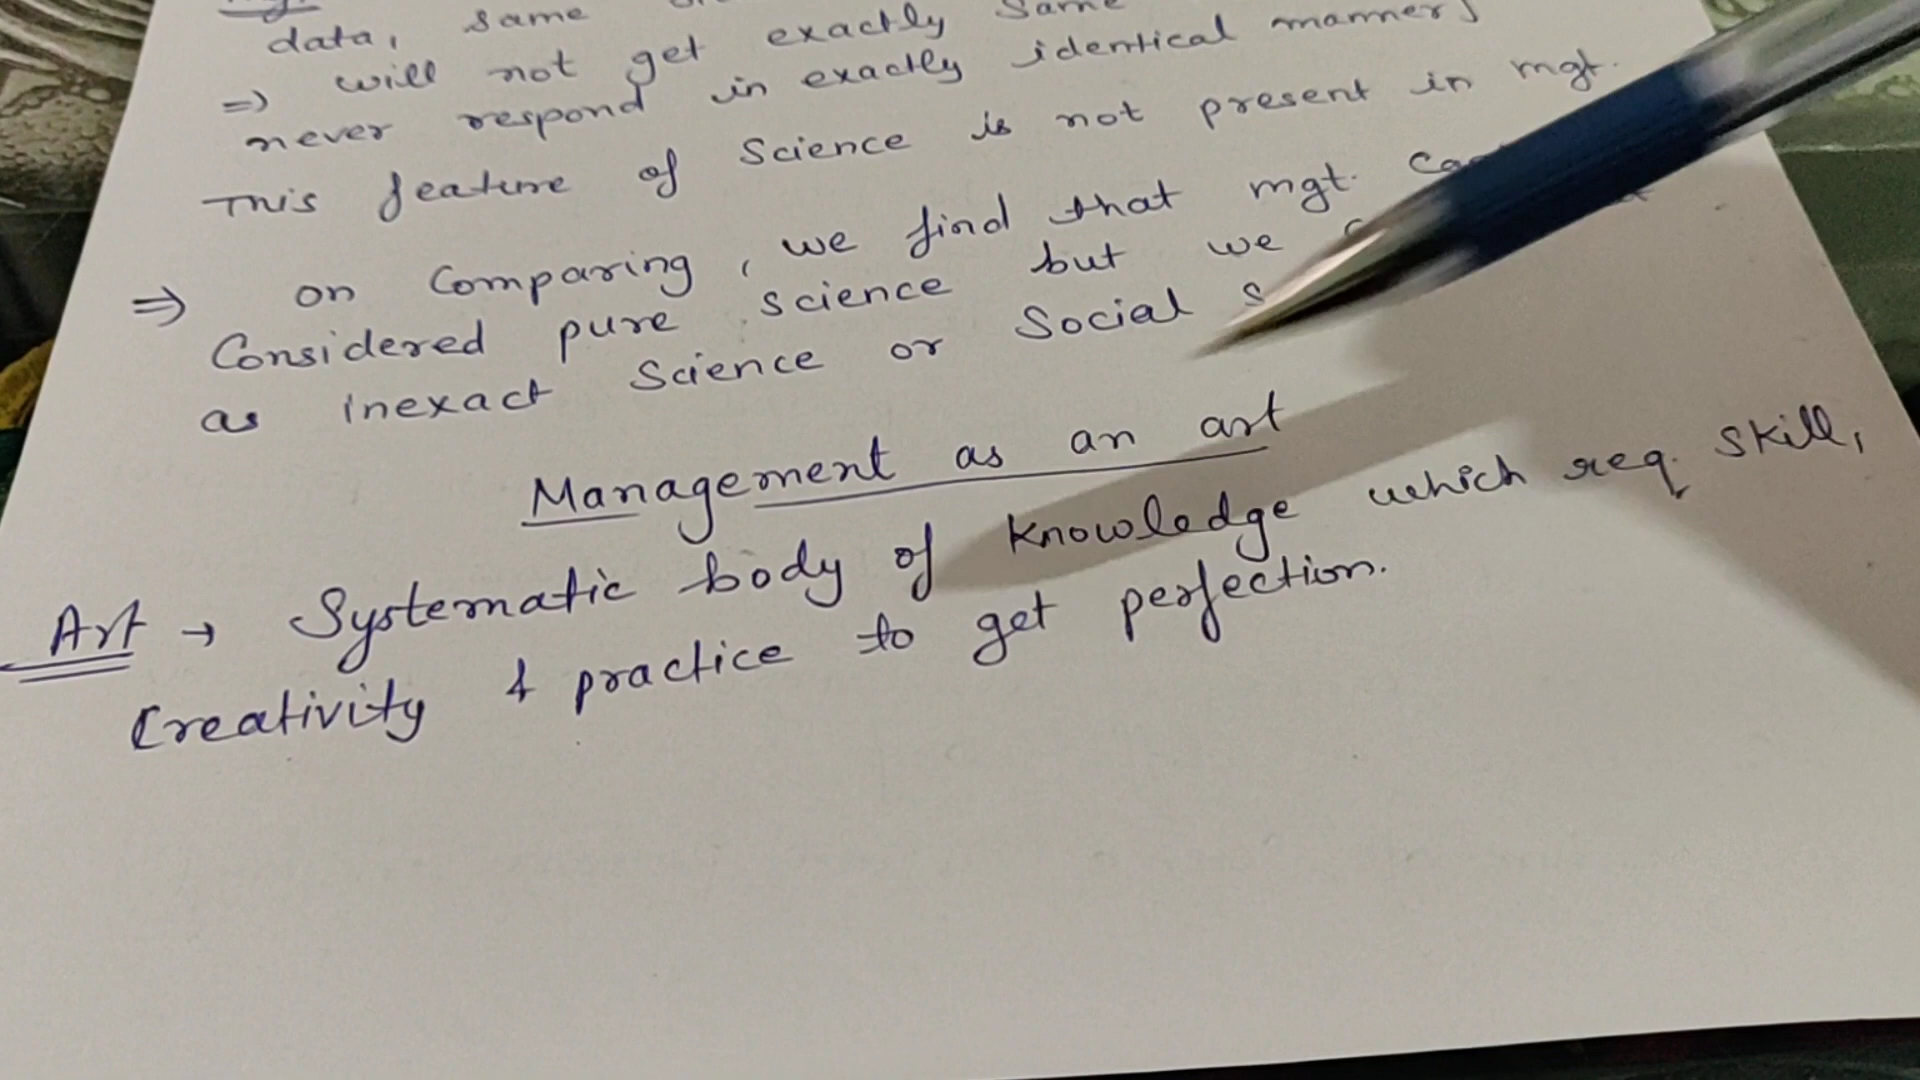 data, same
=> will not get exactly same
never respond in exactly identical manner]
This feature of Science is not present in mgt.
=> on Comparing, we find that mgt.
Considered pure science but we
as inexact Science or Social
Management as an art
Art → Systematic body of knowledge which req. skill,
Creativity & practice to get perfection.